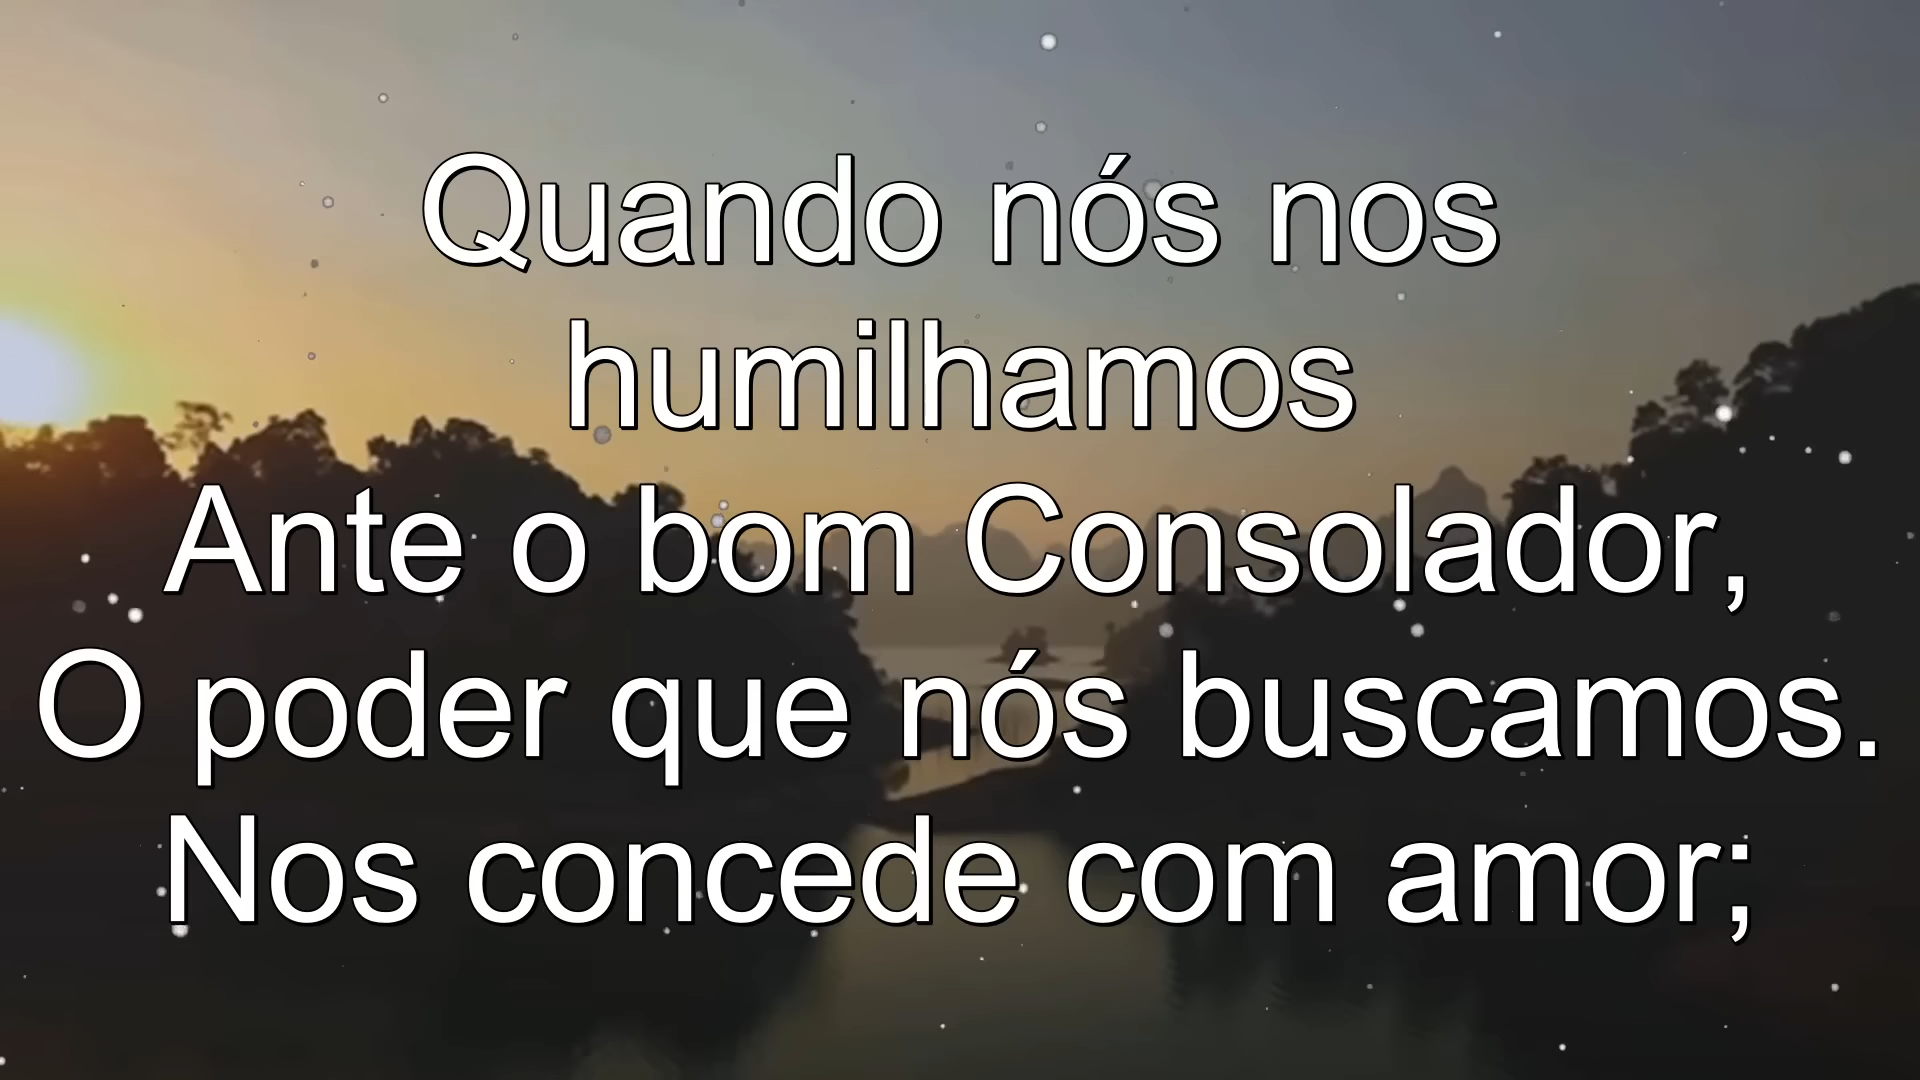 Quando nós nos
humilhamos
Ante o bom Consolador,
O poder que nós buscamos.
Nos concede com amor;